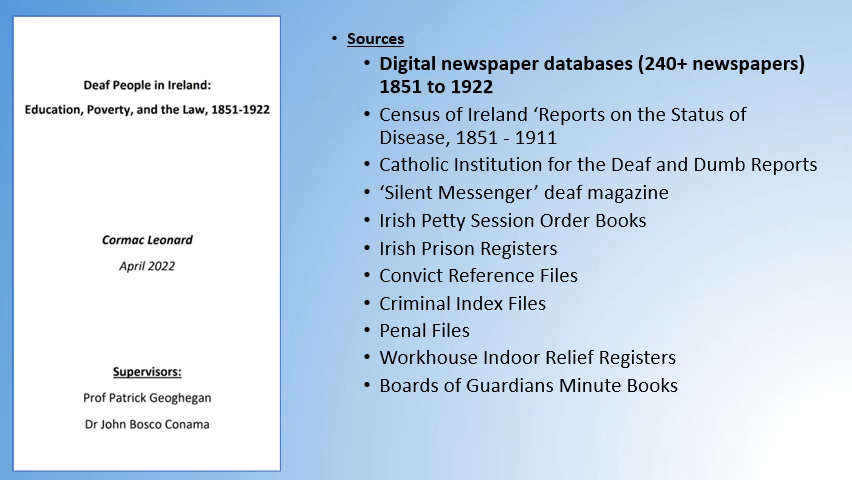 Deaf People in Ireland:
Education, Poverty, and the Law, 1851-1922
Cormac Leonard
April 2022
Supervisors:
Prof Patrick Geoghegan
Dr John Bosco Conama
• Sources
• Digital newspaper databases (240+ newspapers)
1851 to 1922
• Census of Ireland ‘Reports on the Status of
Disease, 1851 - 1911
• Catholic Institution for the Deaf and Dumb Reports
• ‘Silent Messenger’ deaf magazine
• Irish Petty Session Order Books
• Irish Prison Registers
• Convict Reference Files
• Criminal Index Files
• Penal Files
• Workhouse Indoor Relief Registers
• Boards of Guardians Minute Books